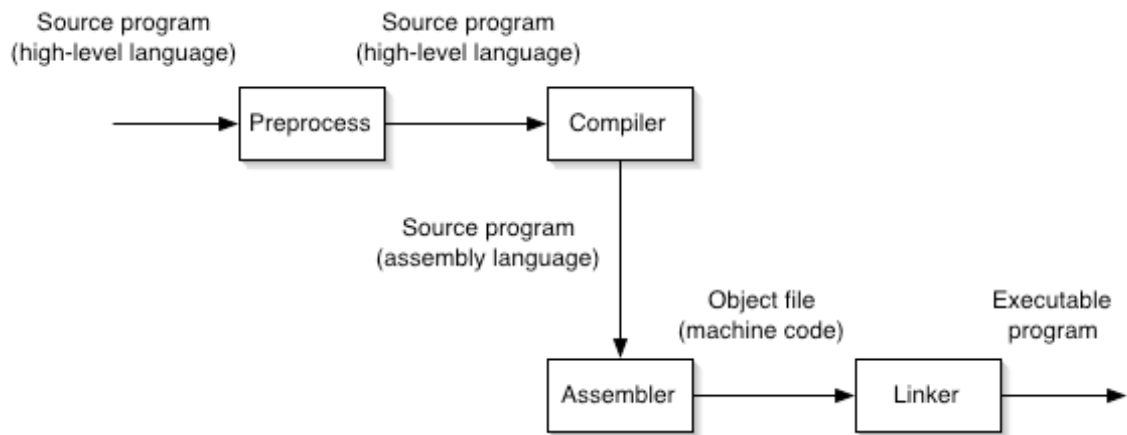 Source program
(high-level language)
Source program
(high-level language)
Preprocess
Compiler
Source program
(assembly language)
Object file
(machine code)
Executable
program
Assembler
Linker